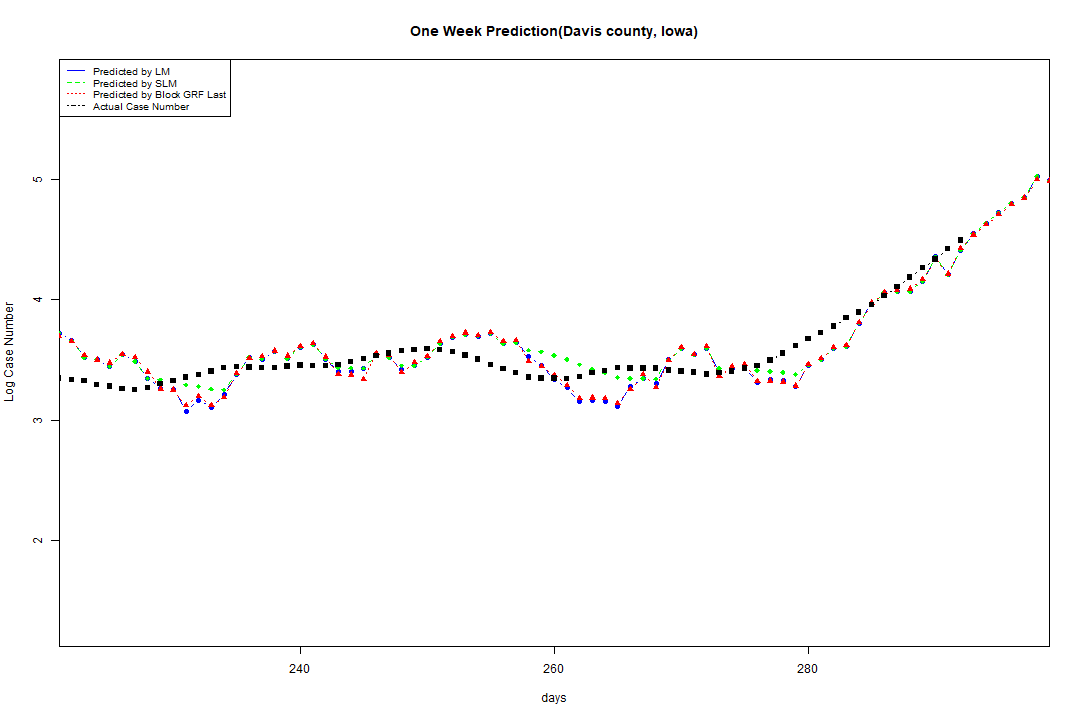 One Week Prediction(Davis county, Iowa)
Predicted by LM
Predicted by SLM
Predicted by Block GRF Last
Actual Case Number
5
4
3
2
Log Case Number
240 260 280
days